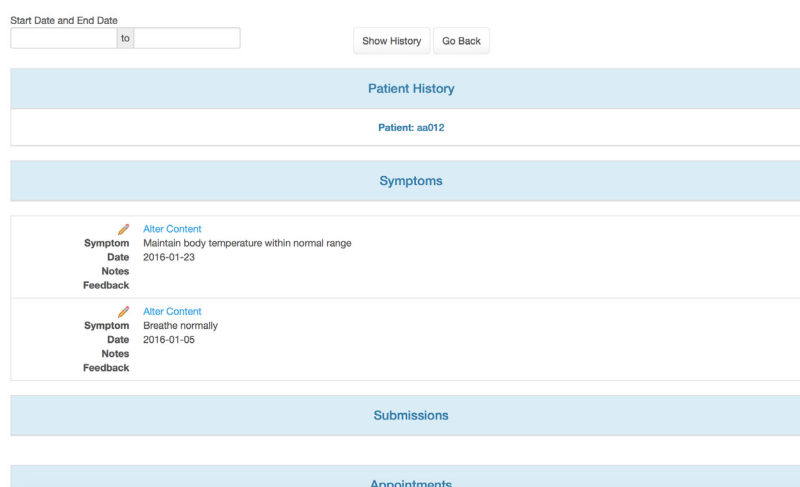 Start Date and End Date
to
Show History Go Back
Patient History
Patient: aa012
Symptoms
Alter Content
Symptom Maintain body temperature within normal range
Date 2016-01-23
Notes
Feedback
Alter Content
Symptom Breathe normally
Date 2016-01-05
Notes
Feedback
Submissions
Appointments